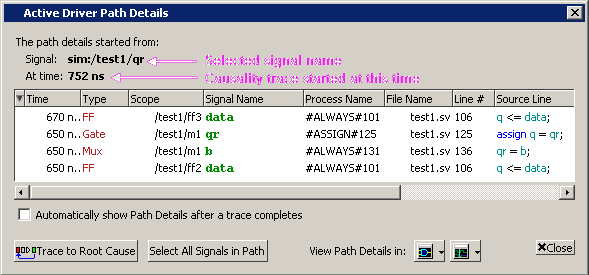 Active Driver Path Details
The path details started from:
Signal: sim:/test1/qr Selected signal name
At time: 752 ns Causality trace started at this time
Time Type Scope Signal Name Process Name File Name Line # Source Line
670 n... FF /test1/ff3 data #ALWAYS#101 test1.sv 106 q <= data;
650 n... Gate /test1/m1 qr #ASSIGN#125 test1.sv 125 assign q = qr;
650 n... Mux /test1/m1 b #ALWAYS#131 test1.sv 136 qr = b;
650 n... FF /test1/ff2 data #ALWAYS#101 test1.sv 106 q <= data;
Automatically show Path Details after a trace completes
Trace to Root Cause Select All Signals in Path View Path Details in: Close